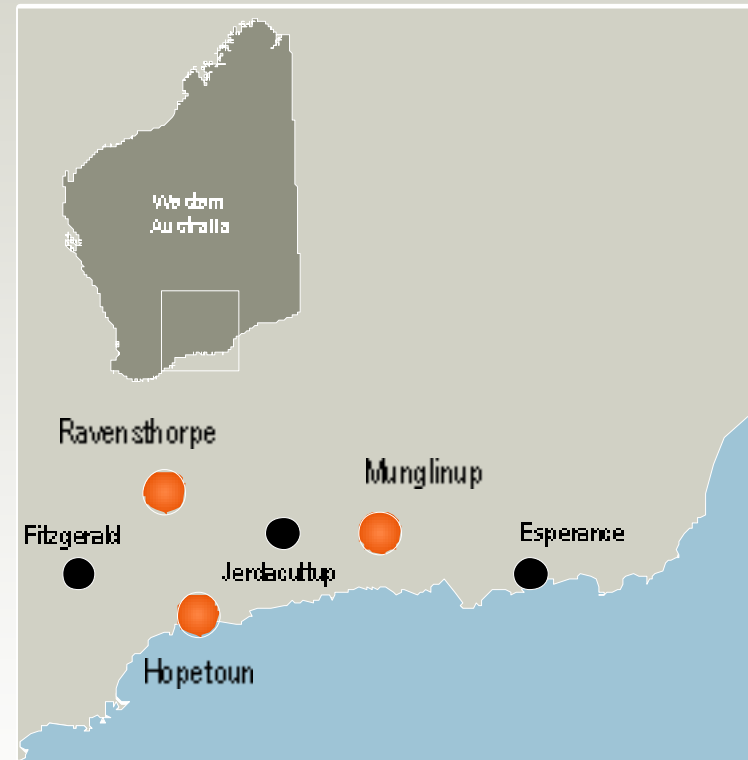 Western
Australia
Ravensthorpe
Munglinup
Fitzgerald
Esperance
Jerdacuttup
Hopetoun